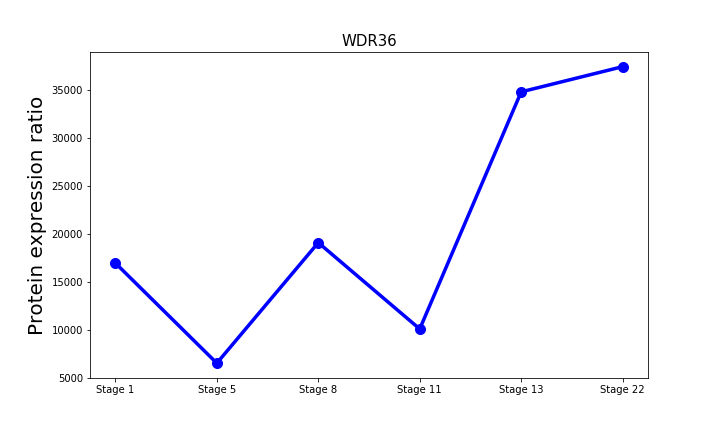 WDR36
Protein expression ratio
35000
30000
25000
20000
15000
10000
5000
Stage 1
Stage 5
Stage 8
Stage 11
Stage 13
Stage 22